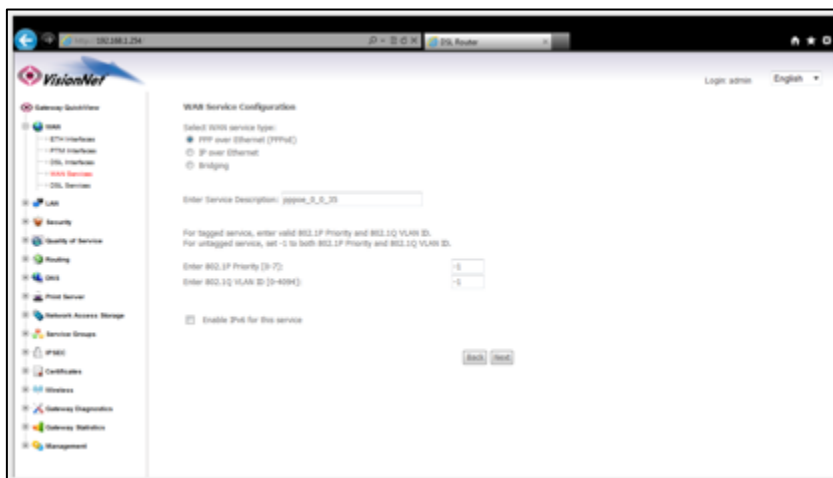 http://192.168.1.254/
DSL Router
VisionNet
Login: admin
English
Gateway QuickView
WAN
ETH Interfaces
PTM Interfaces
DSL Interfaces
WAN Services
DSL Services
LAN
Security
Quality of Service
Routing
DNS
Print Server
Network Access Storage
Service Groups
IPSEC
Certificates
Wireless
Gateway Diagnostics
Gateway Statistics
Management
WAN Service Configuration
Select WAN service type:
PPP over Ethernet (PPPoE)
IP over Ethernet
Bridging
Enter Service Description: pppoe_0_0_35
For tagged service, enter valid 802.1P Priority and 802.1Q VLAN ID.
For untagged service, set -1 to both 802.1P Priority and 802.1Q VLAN ID.
Enter 802.1P Priority [0-7]: -1
Enter 802.1Q VLAN ID [0-4094]: -1
Enable IPv6 for this service
Back Next